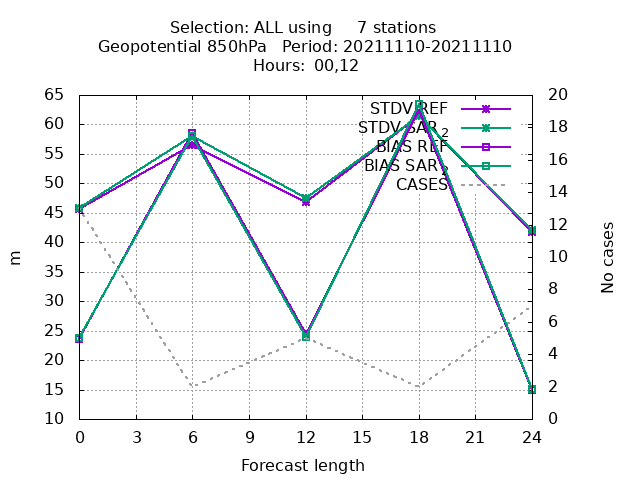 Selection: ALL using 7 stations
Geopotential 850hPa Period: 20211110-20211110
Hours: 00,12
65 20
STDV REF
60 18
STDV SAR2
55 BIAS REF 16
BIAS SAR2
50 CASES 14
45 12
40 10
35 8
30 6
25
20 4
15 2
10 0
m
No cases
0 3 6 9 12 15 18 21 24
Forecast length